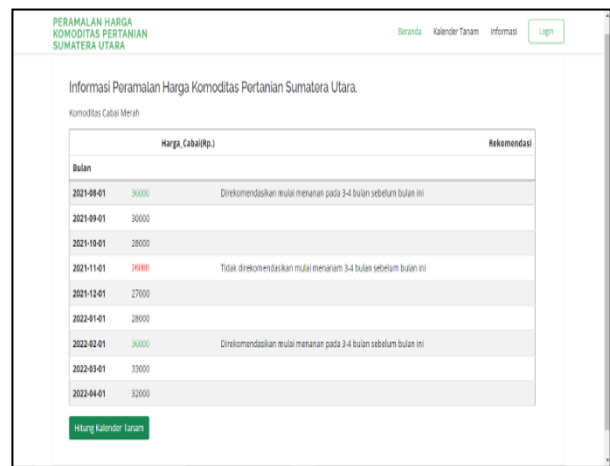 PERAMALAN HARGA
KOMODITAS PERTANIAN
SUMATERA UTARA
Beranda Kalender Tanam Informasi Login
Informasi Peramalan Harga Komoditas Pertanian Sumatera Utara.
Komoditas Cabai Merah
Harga_Cabai(Rp.) Rekomendasi
Bulan
2021-08-01 36000 Direkomendasikan mulai menanan pada 3-4 bulan sebelum bulan ini
2021-09-01 30000
2021-10-01 28000
2021-11-01 26000 Tidak direkomendasikan mulai menanam 3-4 bulan sebelum bulan ini
2021-12-01 27000
2022-01-01 28000
2022-02-01 36000 Direkomendasikan mulai menanan pada 3-4 bulan sebelum bulan ini
2022-03-01 33000
2022-04-01 32000
Hitung Kalender Tanam